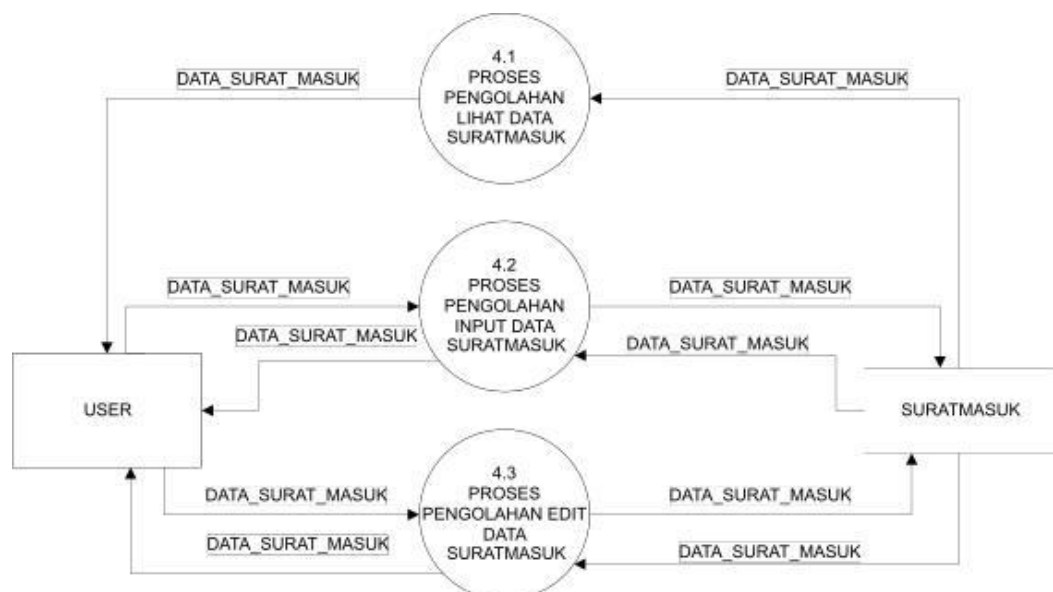 4.1
PROSES
PENGOLAHAN
LIHAT DATA
SURATMASUK
DATA_SURAT_MASUK
DATA_SURAT_MASUK
4.2
PROSES
PENGOLAHAN
INPUT DATA
SURATMASUK
DATA_SURAT_MASUK
DATA_SURAT_MASUK
DATA_SURAT_MASUK
DATA_SURAT_MASUK
USER
SURATMASUK
4.3
PROSES
PENGOLAHAN EDIT
DATA
SURATMASUK
DATA_SURAT_MASUK
DATA_SURAT_MASUK
DATA_SURAT_MASUK
DATA_SURAT_MASUK